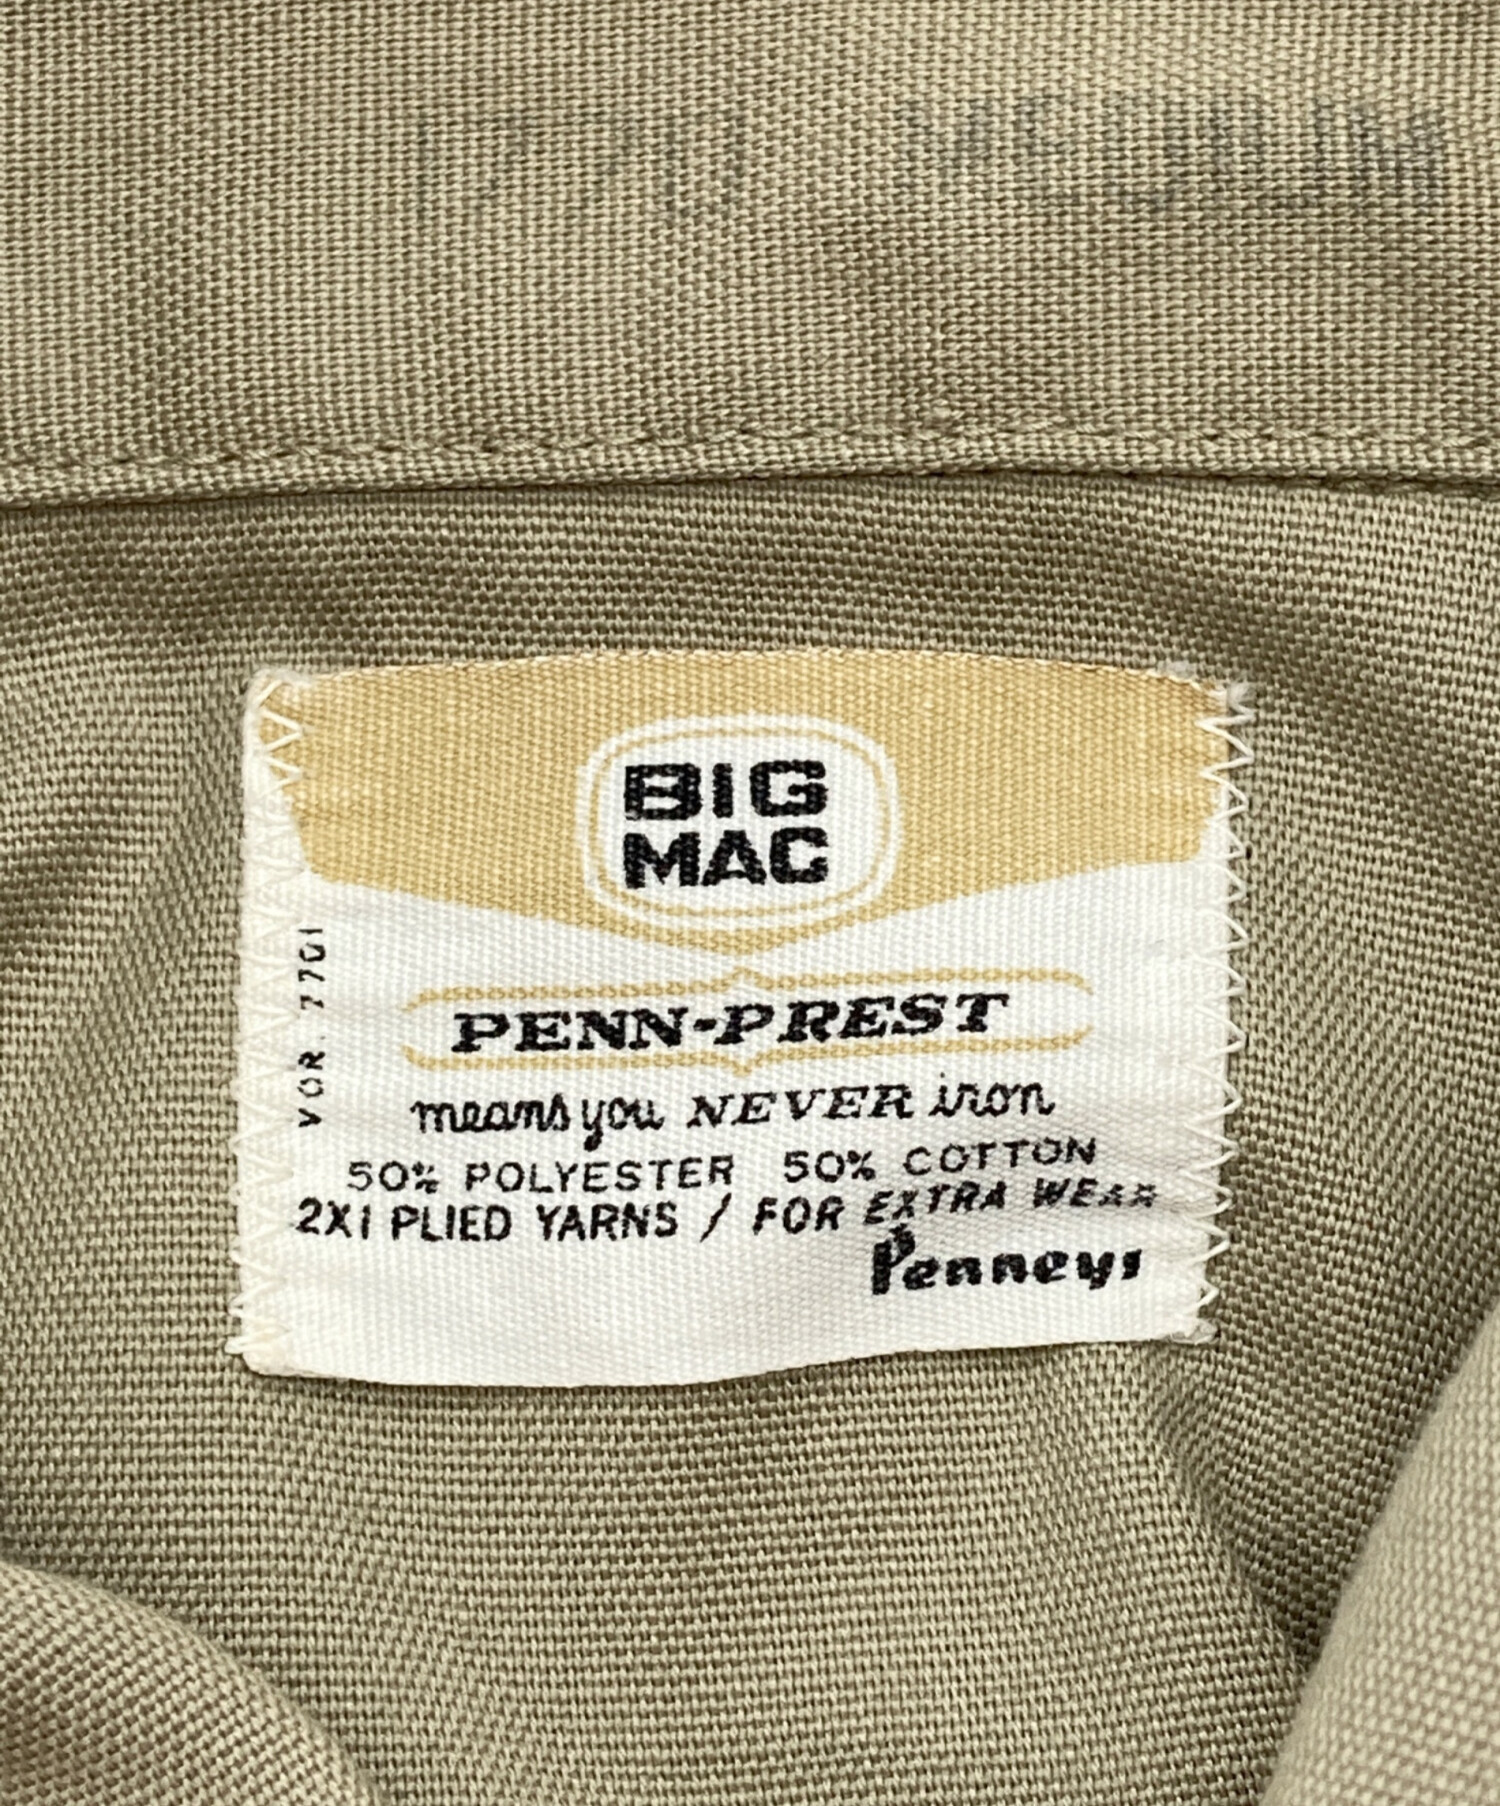 MEDIUM
BIG
MAC
PENN-PREST
means you NEVER iron
50% POLYESTER 50% COTTON
2X1 PLIED YARNS / FOR EXTRA WEAR
Penneys
VOR. 7701